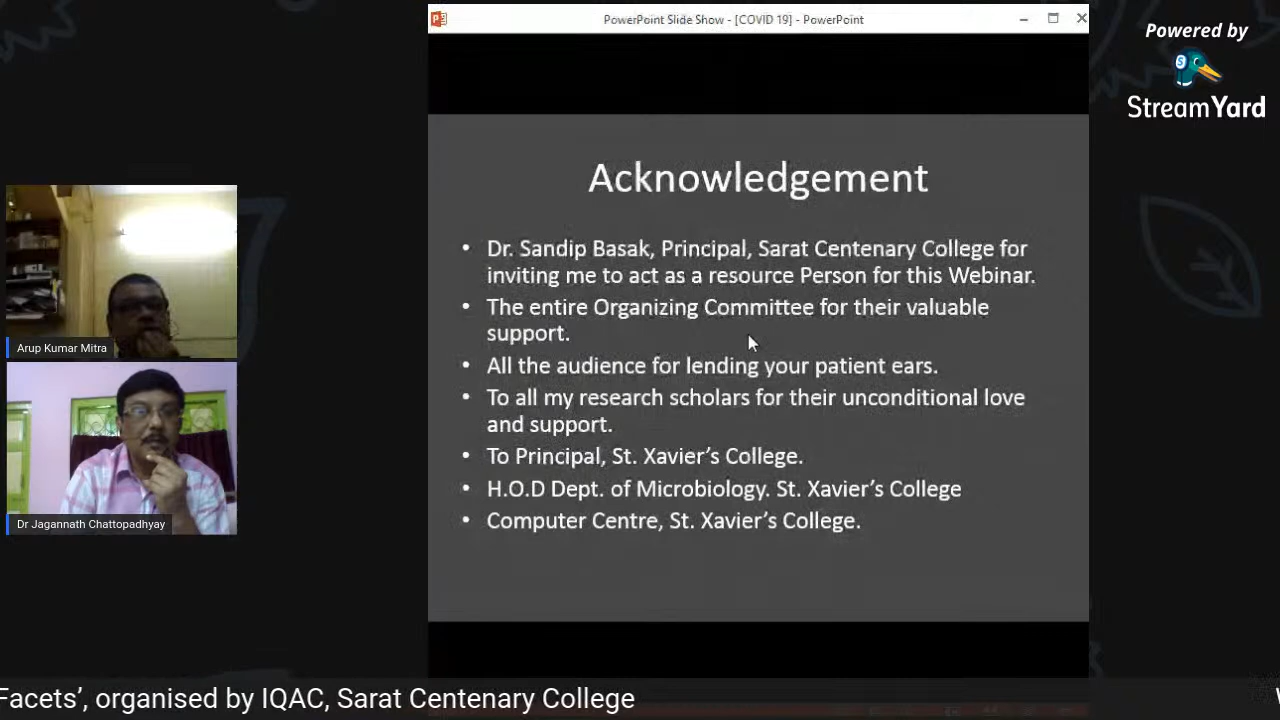 PowerPoint Slide Show - [COVID 19] - PowerPoint
Powered by
StreamYard
Acknowledgement
• Dr. Sandip Basak, Principal, Sarat Centenary College for
inviting me to act as a resource Person for this Webinar.
• The entire Organizing Committee for their valuable
support.
• All the audience for lending your patient ears.
• To all my research scholars for their unconditional love
and support.
• To Principal, St. Xavier’s College.
• H.O.D Dept. of Microbiology. St. Xavier’s College
• Computer Centre, St. Xavier’s College.
Arup Kumar Mitra
Dr Jagannath Chattopadhyay
Facets’, organised by IQAC, Sarat Centenary College